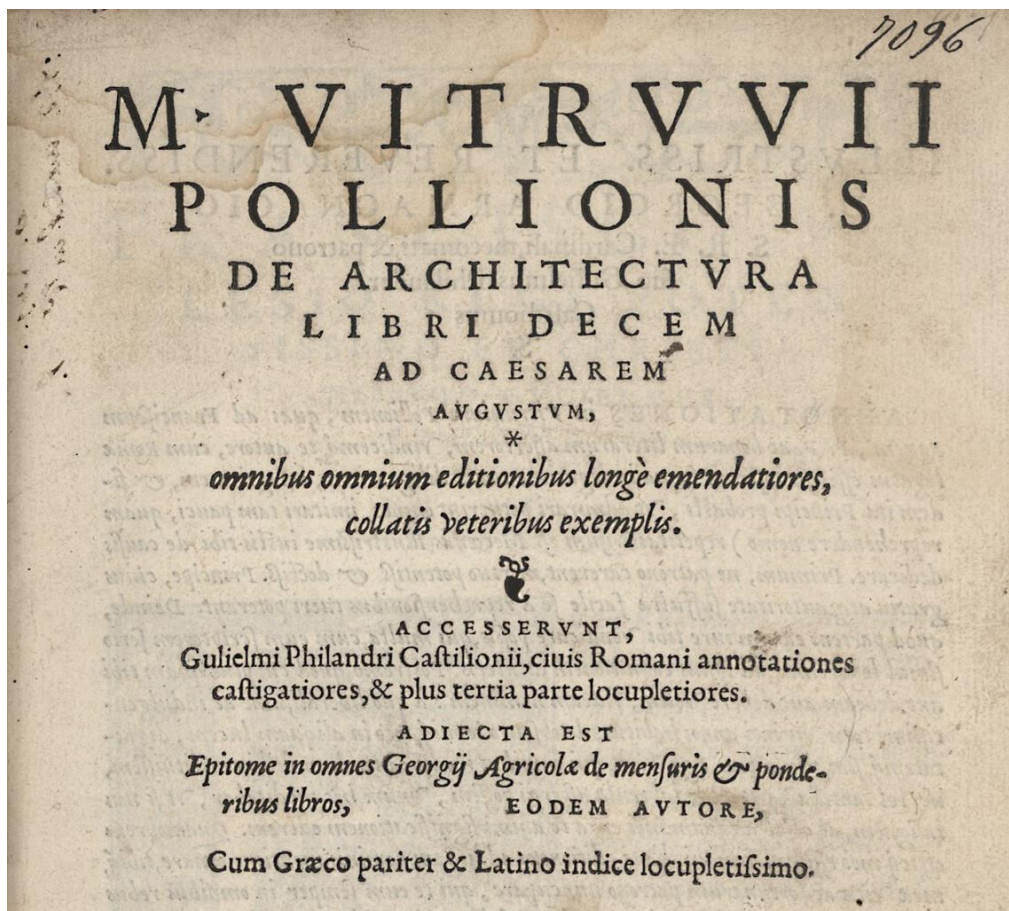 7096
M. VITRVVII
POLLIONIS
DE ARCHITECTVRA
LIBRI DECEM
AD CAESAREM
AVGVSTVM,
*
omnibus omnium editionibus longè emendatiores,
collatis veteribus exemplis.
❦
ACCESSERVNT,
Gulielmi Philandri Castilionii, ciuis Romani annotationes
castigatiores, & plus tertia parte locupletiores.
ADIECTA EST
Epitome in omnes Georgij Agricolæ de menſuris & ponde-
ribus libros, EODEM AVTORE,
Cum Græco pariter & Latino indice locupletiſsimo.